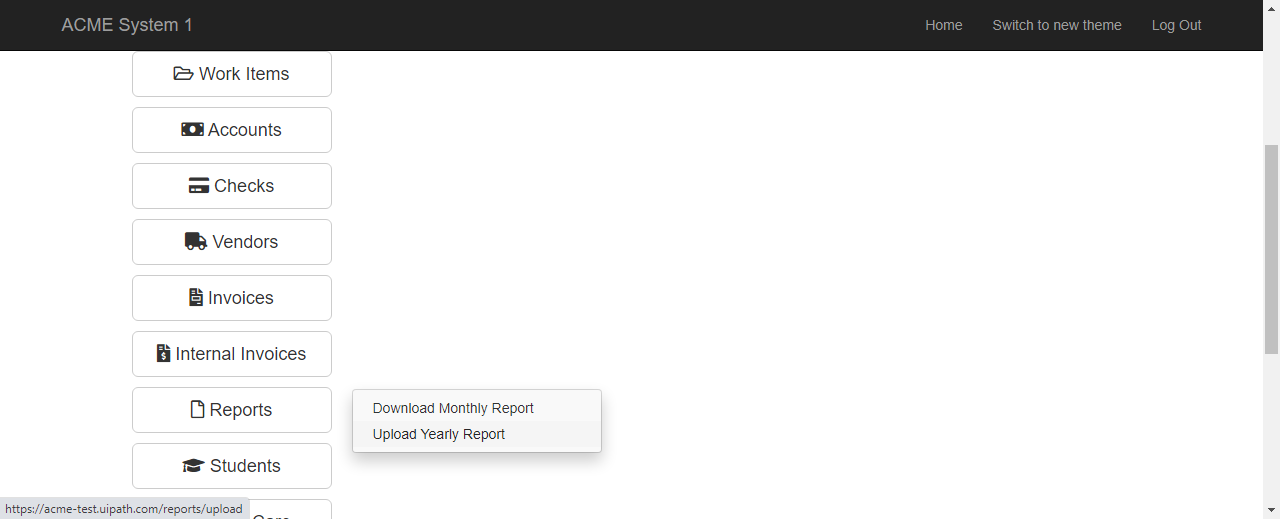 ACME System 1
Home
Switch to new theme
Log Out
Work Items
Accounts
Checks
Vendors
Invoices
Internal Invoices
Reports
Download Monthly Report
Upload Yearly Report
Students
https://acme-test.uipath.com/reports/upload